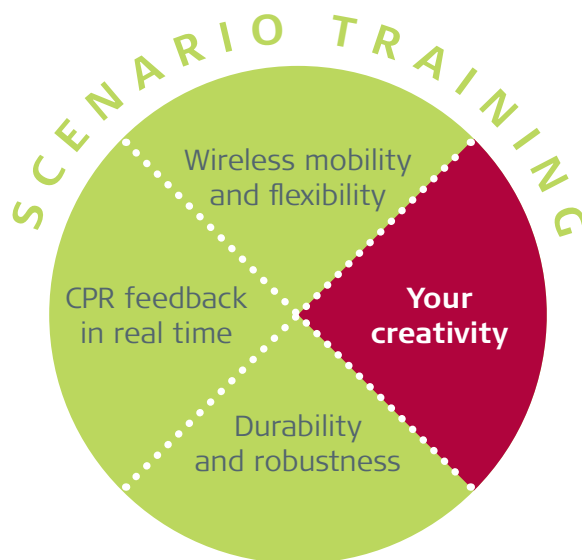 SCENARIO TRAINING
Wireless mobility
and flexibility
CPR feedback
in real time
Your
creativity
Durability
and robustness